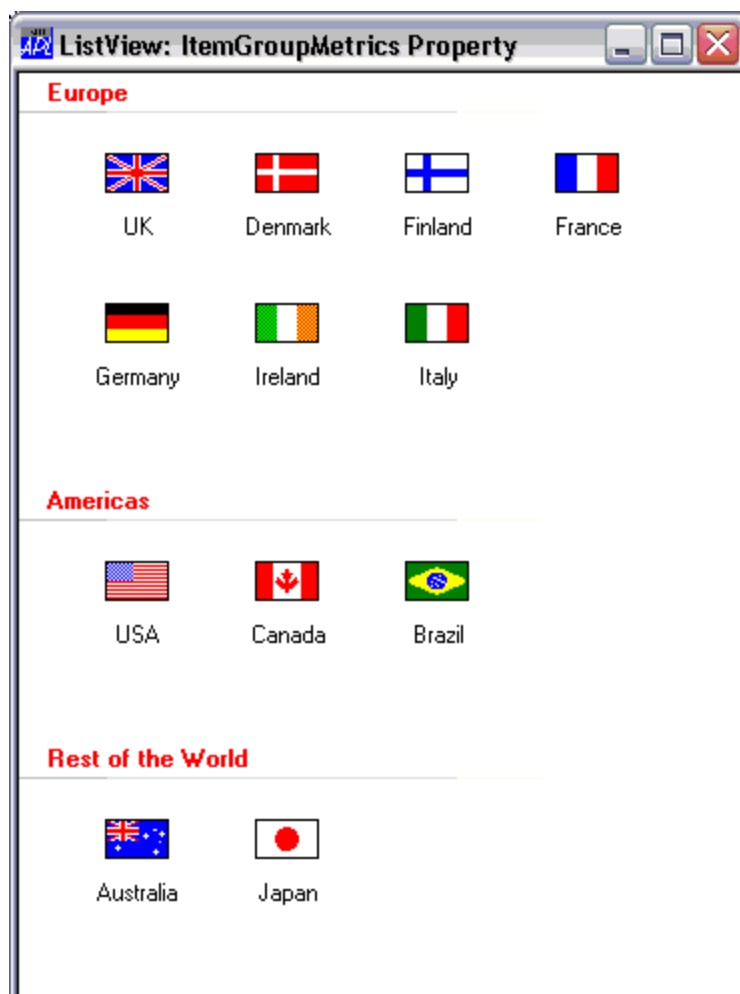 APL ListView: ItemGroupMetrics Property
Europe
UK Denmark Finland France
Germany Ireland Italy
Americas
USA Canada Brazil
Rest of the World
Australia Japan